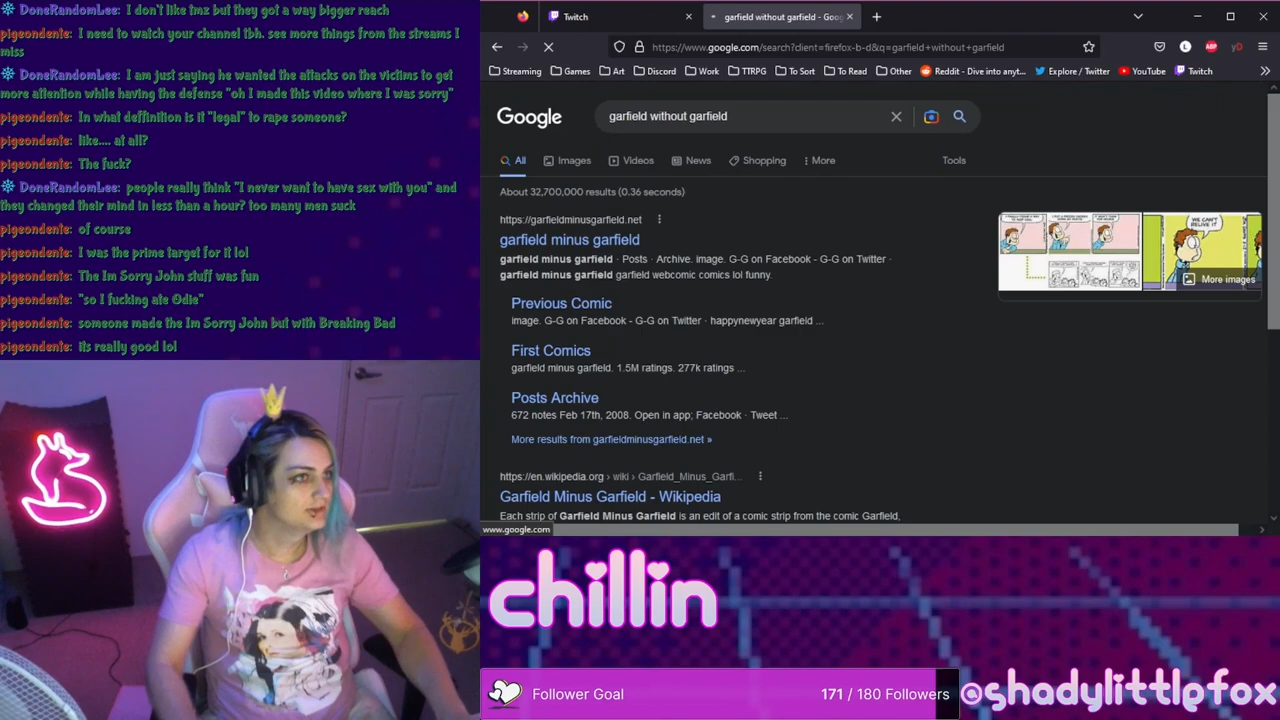 DoneRandomLee: I don't like tmz but they got a way bigger reach
pigeondente: I need to watch your channel tbh. see more things from the streams I
miss
DoneRandomLee: I am just saying he wanted the attacks on the victims to get
more attention while having the defense "oh I made this video where I was sorry"
pigeondente: In what deffinition is it "legal" to rape someone?
pigeondente: like.... at all?
pigeondente: The fuck?
DoneRandomLee: people really think "I never want to have sex with you" and
they changed their mind in less than a hour? too many men suck
pigeondente: of course
pigeondente: I was the prime target for it lol
pigeondente: The Im Sorry John stuff was fun
pigeondente: "so I fucking ate Odie"
pigeondente: someone made the Im Sorry John but with Breaking Bad
pigeondente: its really good lol
Twitch
garfield without garfield - Goog
https://www.google.com/search?client=firefox-b-d&q=garfield+without+garfield
Streaming Games Art Discord Work TTRPG To Sort To Read Other Reddit - Dive into anyt... Explore / Twitter YouTube Twitch
Google
garfield without garfield
All Images Videos News Shopping More Tools
About 32,700,000 results (0.36 seconds)
https://garfieldminusgarfield.net
garfield minus garfield
garfield minus garfield · Posts · Archive. image. G-G on Facebook - G-G on Twitter ·
garfield minus garfield garfield webcomic comics lol funny.
Previous Comic
image. G-G on Facebook - G-G on Twitter · happynewyear garfield ...
First Comics
garfield minus garfield. 1.5M ratings. 277k ratings ...
Posts Archive
672 notes Feb 17th, 2008. Open in app; Facebook · Tweet ...
More results from garfieldminusgarfield.net »
https://en.wikipedia.org › wiki › Garfield_Minus_Garfi...
Garfield Minus Garfield - Wikipedia
Each strip of Garfield Minus Garfield is an edit of a comic strip from the comic Garfield,
www.google.com
WE CAN'T
RELIVE IT
More images
chillin
Follower Goal
171 / 180 Followers
@shadylittlefox